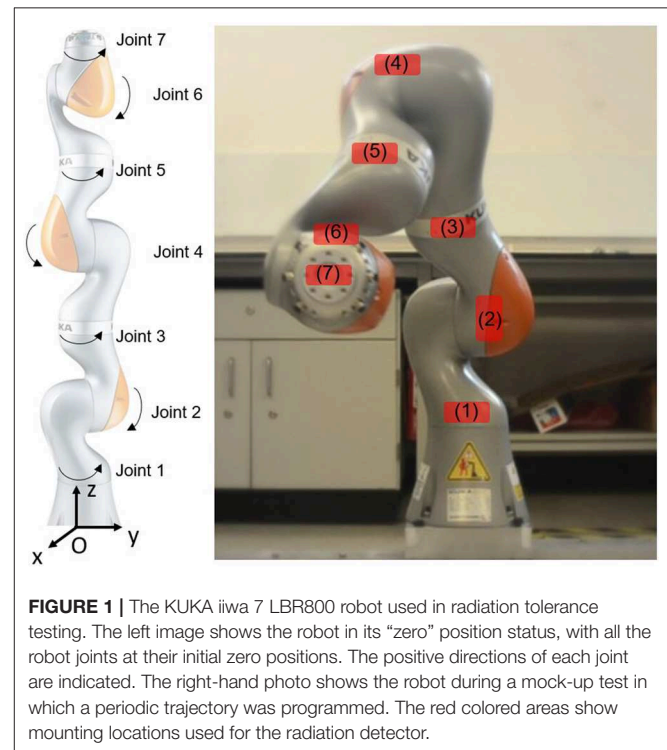 Joint 7
Joint 6
KA
Joint 5
Joint 4
KA
Joint 3
Joint 2
Joint 1
z
O
y
x
(4)
(5)
KA
(3)
KU
(6)
(7)
(2)
(1)
FIGURE 1 | The KUKA iiwa 7 LBR800 robot used in radiation tolerance
testing. The left image shows the robot in its “zero” position status, with all the
robot joints at their initial zero positions. The positive directions of each joint
are indicated. The right-hand photo shows the robot during a mock-up test in
which a periodic trajectory was programmed. The red colored areas show
mounting locations used for the radiation detector.